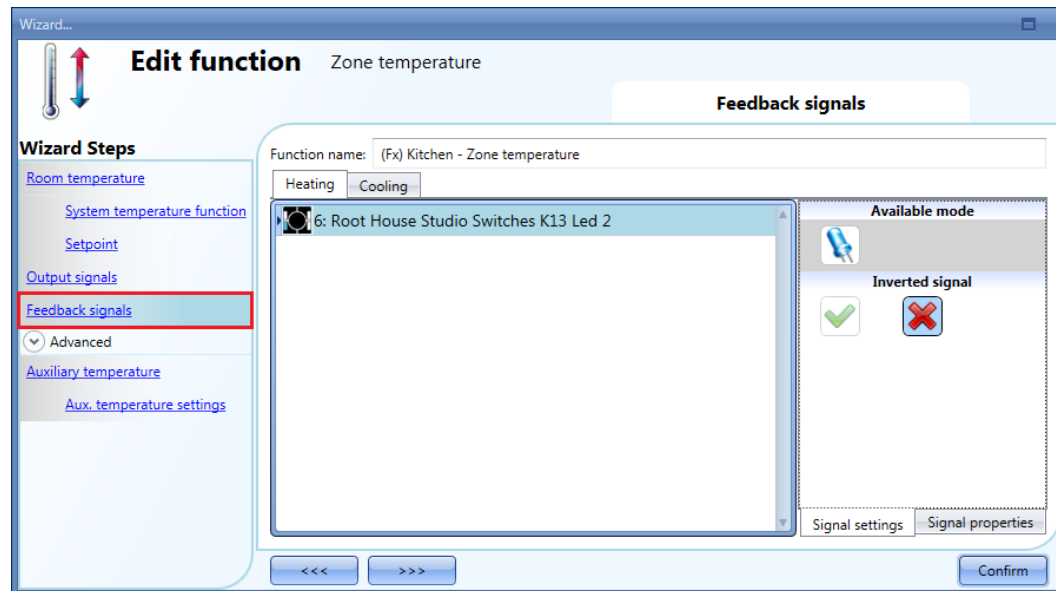 Wizard...
Edit function Zone temperature
Feedback signals
Wizard Steps
Room temperature
System temperature function
Setpoint
Output signals
Feedback signals
Advanced
Auxiliary temperature
Aux. temperature settings
Function name: (Fx) Kitchen - Zone temperature
Heating Cooling
6: Root House Studio Switches K13 Led 2
Available mode
Inverted signal
Signal settings Signal properties
<<< >>> Confirm